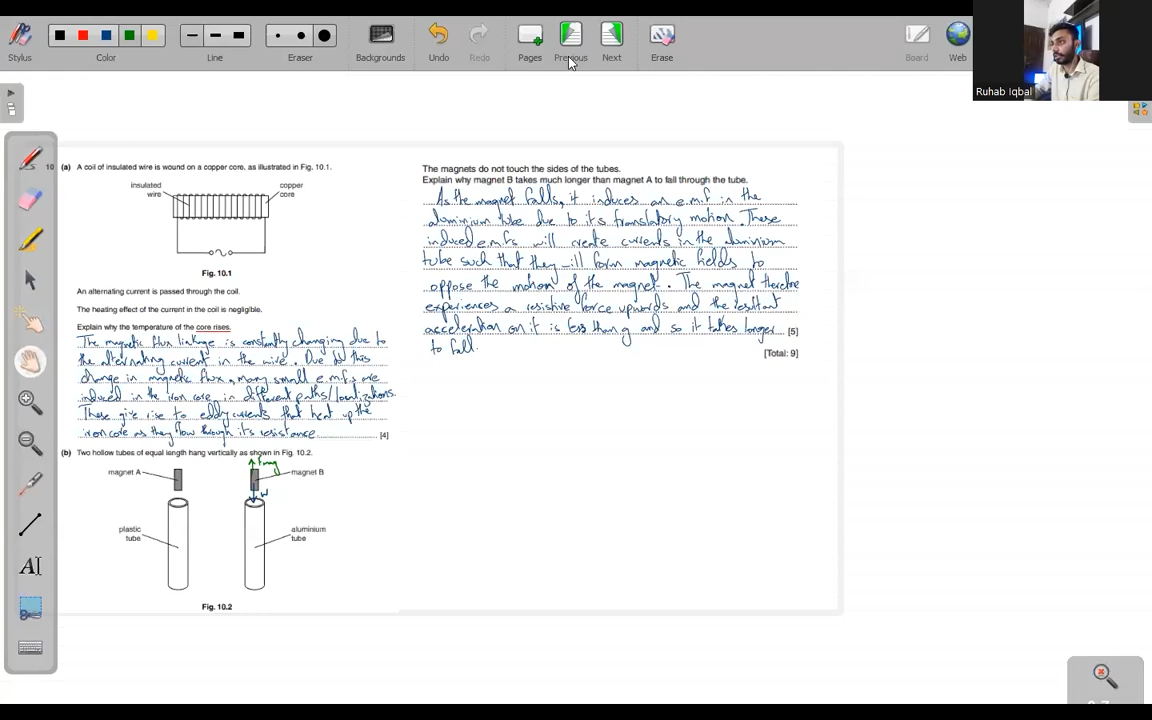 Stylus
Color
Line
Eraser
Backgrounds
Undo
Redo
Pages
Previous
Next
Erase
Board
Web
Ruhab Iqbal
10 (a) A coil of insulated wire is wound on a copper core, as illustrated in Fig. 10.1.
insulated wire
copper core
Fig. 10.1
An alternating current is passed through the coil.
The heating effect of the current in the coil is negligible.
Explain why the temperature of the core rises.
The magnetic flux linkage is constantly changing due to
the alternating current in the wire. Due to this
change in magnetic flux, many small e.m.f.s are
induced in the iron core, in different paths/localizations.
These give rise to eddy currents that heat up the
iron core as they flow through its resistance. [4]
(b) Two hollow tubes of equal length hang vertically as shown in Fig. 10.2.
magnet A
Fmag
magnet B
W
plastic tube
aluminium tube
Fig. 10.2
The magnets do not touch the sides of the tubes.
Explain why magnet B takes much longer than magnet A to fall through the tube.
As the magnet falls, it induces an e.m.f in the
aluminium tube due to its translatory motion. These
induced e.m.fs will create currents in the aluminium
tube such that they will form magnetic fields to
oppose the motion of the magnet. The magnet therefore
experiences a resistive force upwards and the resultant
acceleration on it is less than g and so it takes longer [5]
to fall.
[Total: 9]